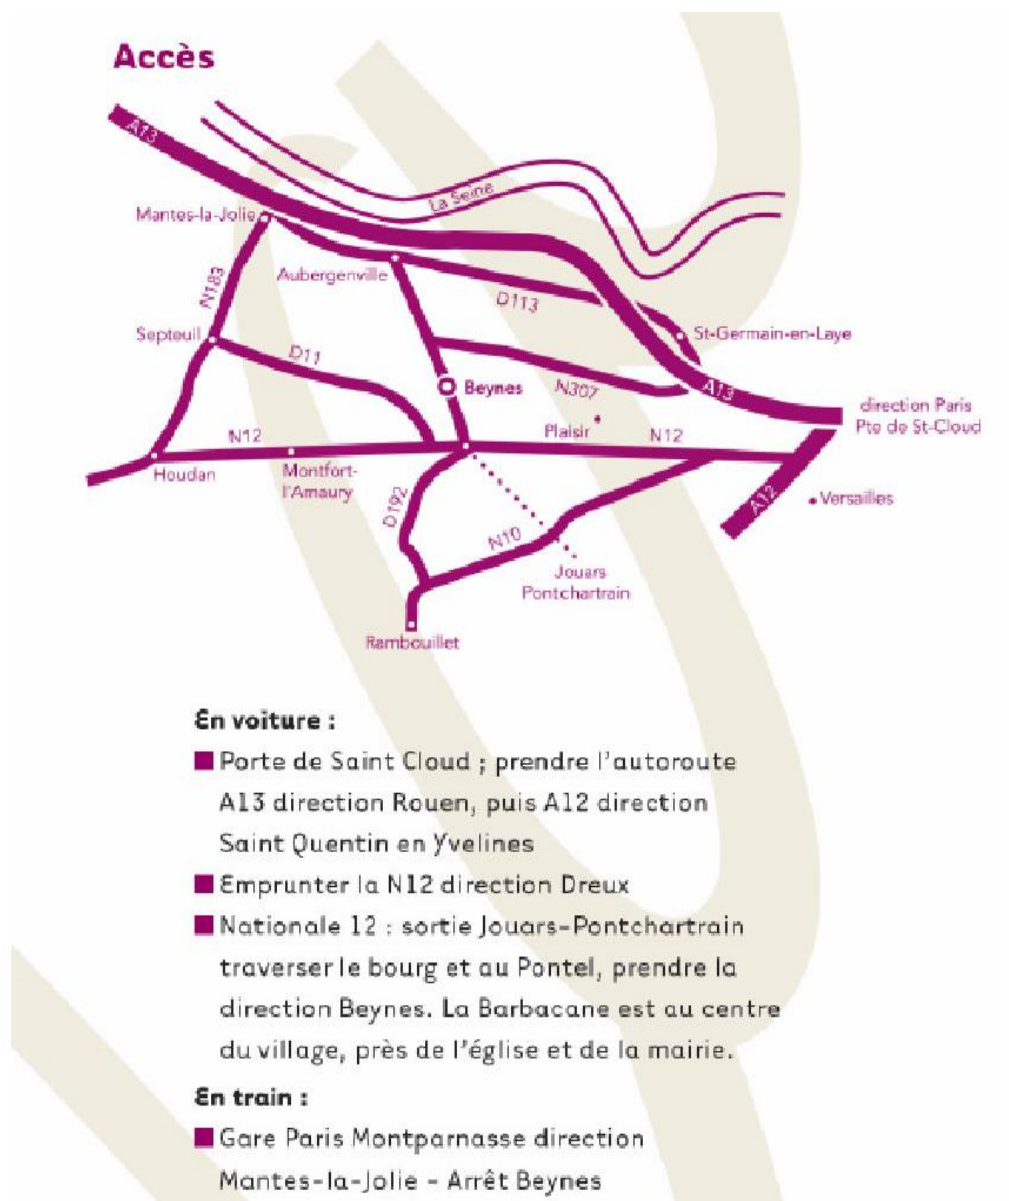 Accès
A13
La Seine
Mantes-la-Jolie
Aubergenville
N183
D113
Septeuil
St-Germain-en-Laye
D11
Beynes
N307
A13
direction Paris
Pte de St-Cloud
Plaisir
N12
N12
Houdan
Montfort-
l'Amaury
D192
A12
Versailles
N10
Jouars
Pontchartrain
Rambouillet
En voiture :
Porte de Saint Cloud ; prendre l'autoroute
A13 direction Rouen, puis A12 direction
Saint Quentin en Yvelines
Emprunter la N12 direction Dreux
Nationale 12 : sortie Jouars-Pontchartrain
traverser le bourg et au Pontel, prendre la
direction Beynes. La Barbacane est au centre
du village, près de l'église et de la mairie.
En train :
Gare Paris Montparnasse direction
Mantes-la-Jolie - Arrêt Beynes